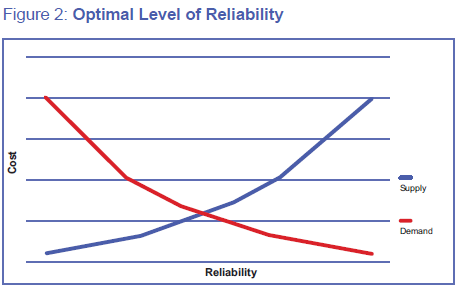 Figure 2: Optimal Level of Reliability
Cost
Supply
Demand
Reliability